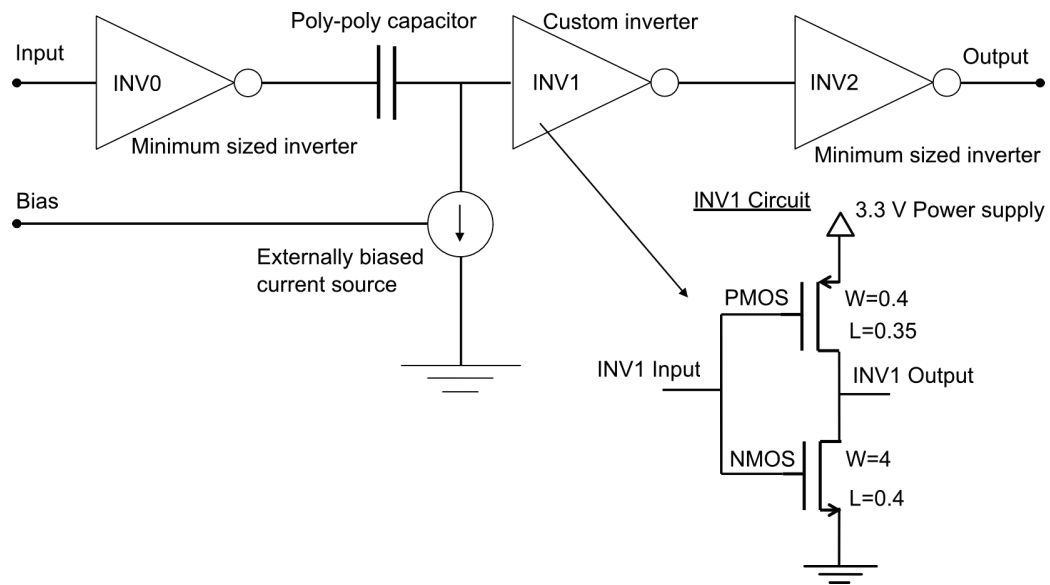 Poly-poly capacitor
Custom inverter
Input
Output
INV0
INV1
INV2
Minimum sized inverter
Minimum sized inverter
Bias
INV1 Circuit
3.3 V Power supply
Externally biased
current source
PMOS
W=0.4
L=0.35
INV1 Input
INV1 Output
NMOS
W=4
L=0.4